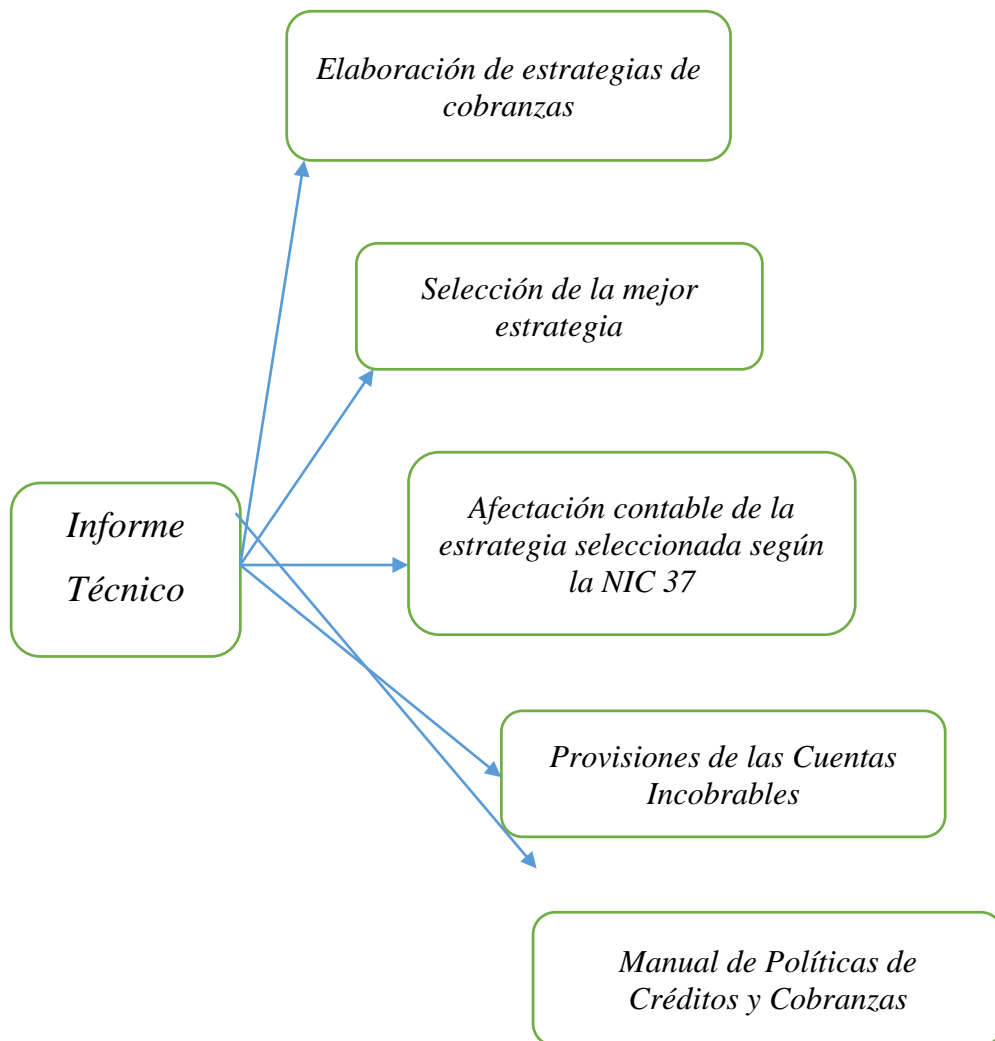 Elaboración de estrategias de
cobranzas
Selección de la mejor
estrategia
Afectación contable de la
estrategia seleccionada según
la NIC 37
Informe
Técnico
Provisiones de las Cuentas
Incobrables
Manual de Políticas de
Créditos y Cobranzas